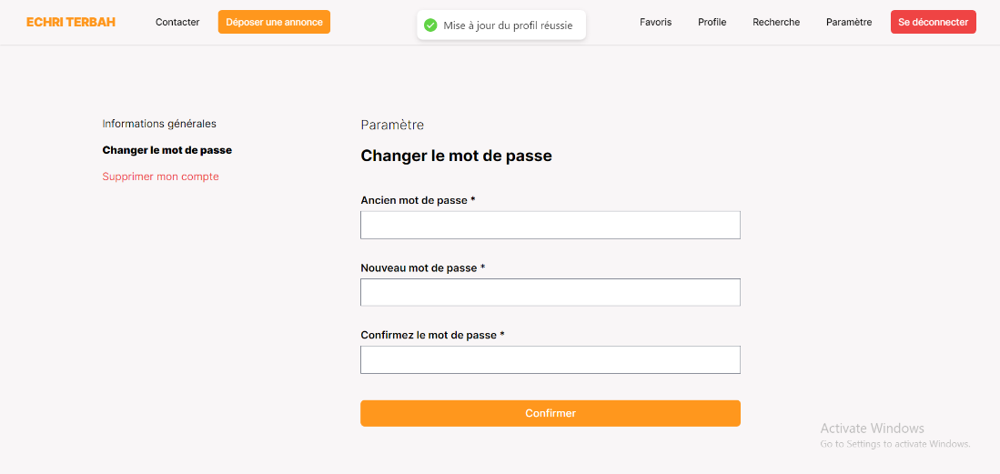 ECHRI TERBAH
Contacter
Déposer une annonce
Mise à jour du profil réussie
Favoris
Profile
Recherche
Paramètre
Se déconnecter
Informations générales
Changer le mot de passe
Supprimer mon compte
Paramètre
Changer le mot de passe
Ancien mot de passe *
Nouveau mot de passe *
Confirmez le mot de passe *
Confirmer
Activate Windows
Go to Settings to activate Windows.